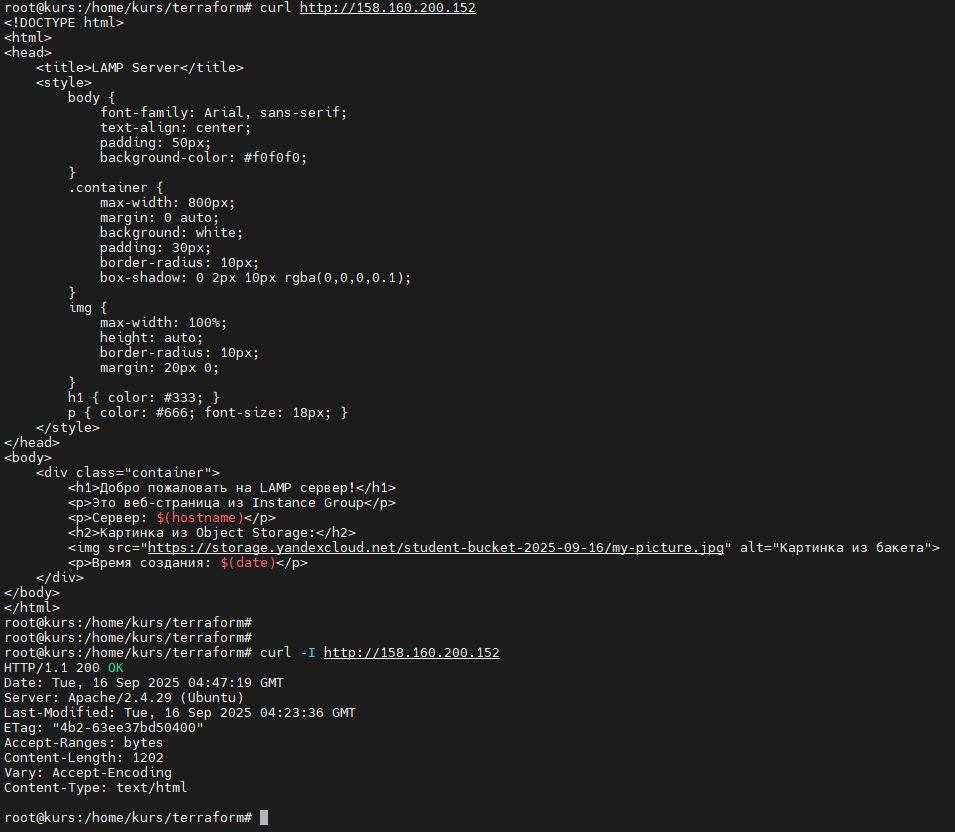 root@kurs:/home/kurs/terraform# curl http://158.160.200.152
<!DOCTYPE html>
<html>
<head>
    <title>LAMP Server</title>
    <style>
        body {
            font-family: Arial, sans-serif;
            text-align: center;
            padding: 50px;
            background-color: #f0f0f0;
        }
        .container {
            max-width: 800px;
            margin: 0 auto;
            background: white;
            padding: 30px;
            border-radius: 10px;
            box-shadow: 0 2px 10px rgba(0,0,0,0.1);
        }
        img {
            max-width: 100%;
            height: auto;
            border-radius: 10px;
            margin: 20px 0;
        }
        h1 { color: #333; }
        p { color: #666; font-size: 18px; }
    </style>
</head>
<body>
    <div class="container">
        <h1>Добро пожаловать на LAMP сервер!</h1>
        <p>Это веб-страница из Instance Group</p>
        <p>Сервер: $(hostname)</p>
        <h2>Картинка из Object Storage:</h2>
        <img src="https://storage.yandexcloud.net/student-bucket-2025-09-16/my-picture.jpg" alt="Картинка из бакета">
        <p>Время создания: $(date)</p>
    </div>
</body>
</html>
root@kurs:/home/kurs/terraform#
root@kurs:/home/kurs/terraform#
root@kurs:/home/kurs/terraform# curl -I http://158.160.200.152
HTTP/1.1 200 OK
Date: Tue, 16 Sep 2025 04:47:19 GMT
Server: Apache/2.4.29 (Ubuntu)
Last-Modified: Tue, 16 Sep 2025 04:23:36 GMT
ETag: "4b2-63ee37bd50400"
Accept-Ranges: bytes
Content-Length: 1202
Vary: Accept-Encoding
Content-Type: text/html

root@kurs:/home/kurs/terraform#